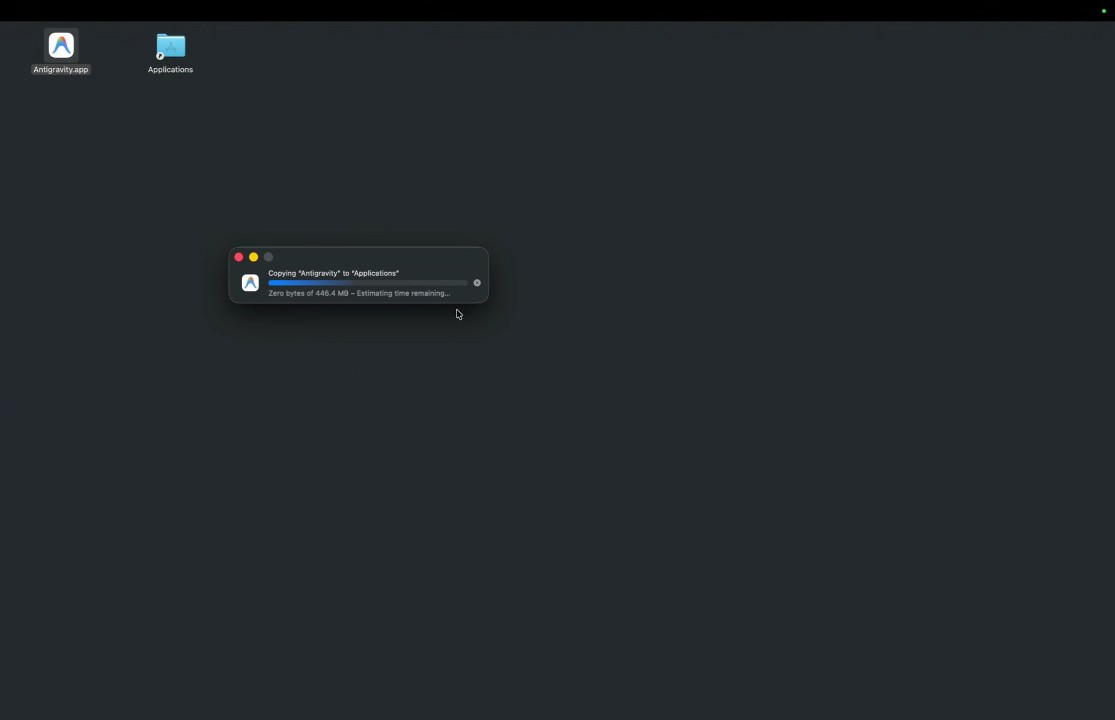 Antigravity.app
Applications
Copying "Antigravity" to "Applications"
Zero bytes of 446.4 MB – Estimating time remaining...